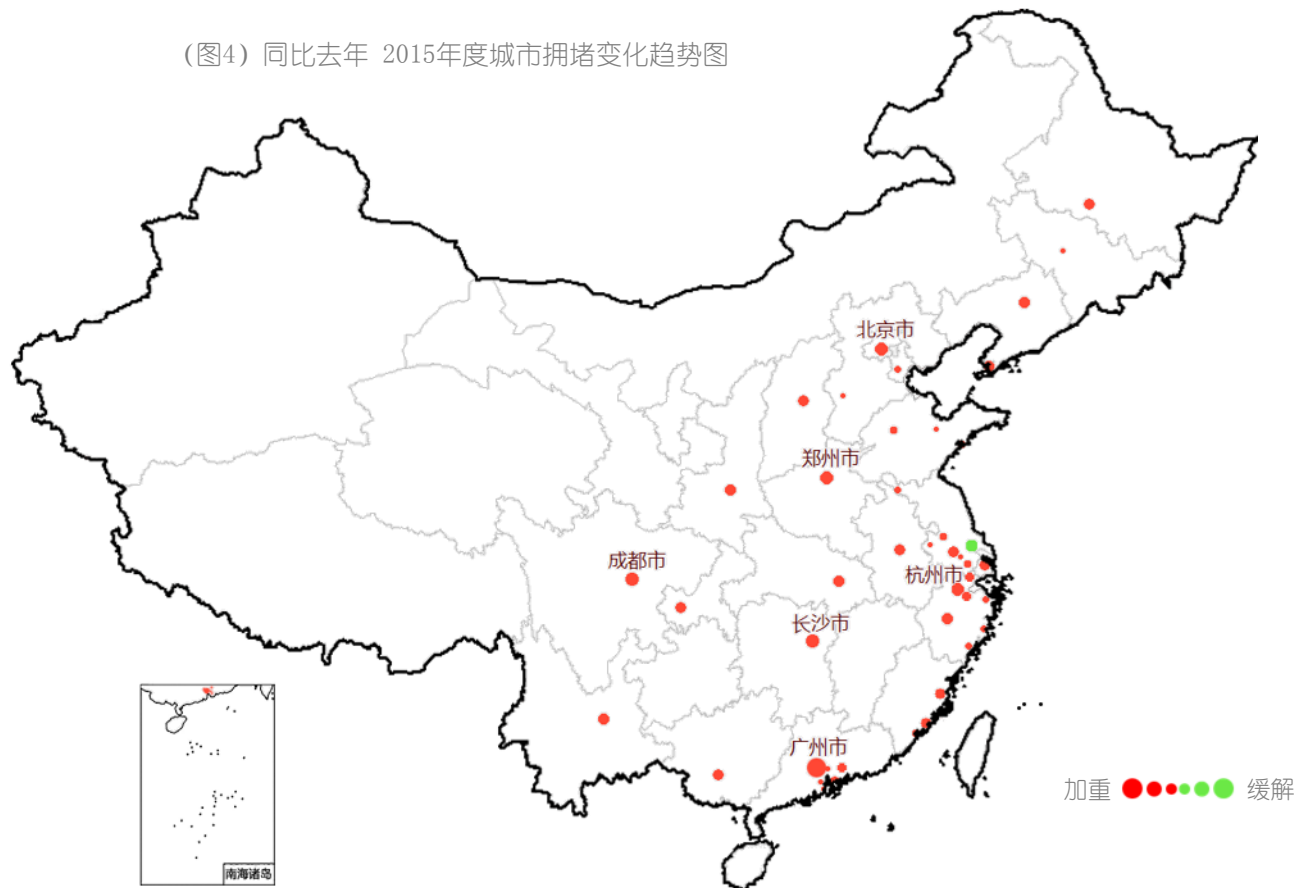 (图4) 同比去年 2015年度城市拥堵变化趋势图
北京市
郑州市
成都市
杭州市
长沙市
广州市
加重 缓解
南海诸岛